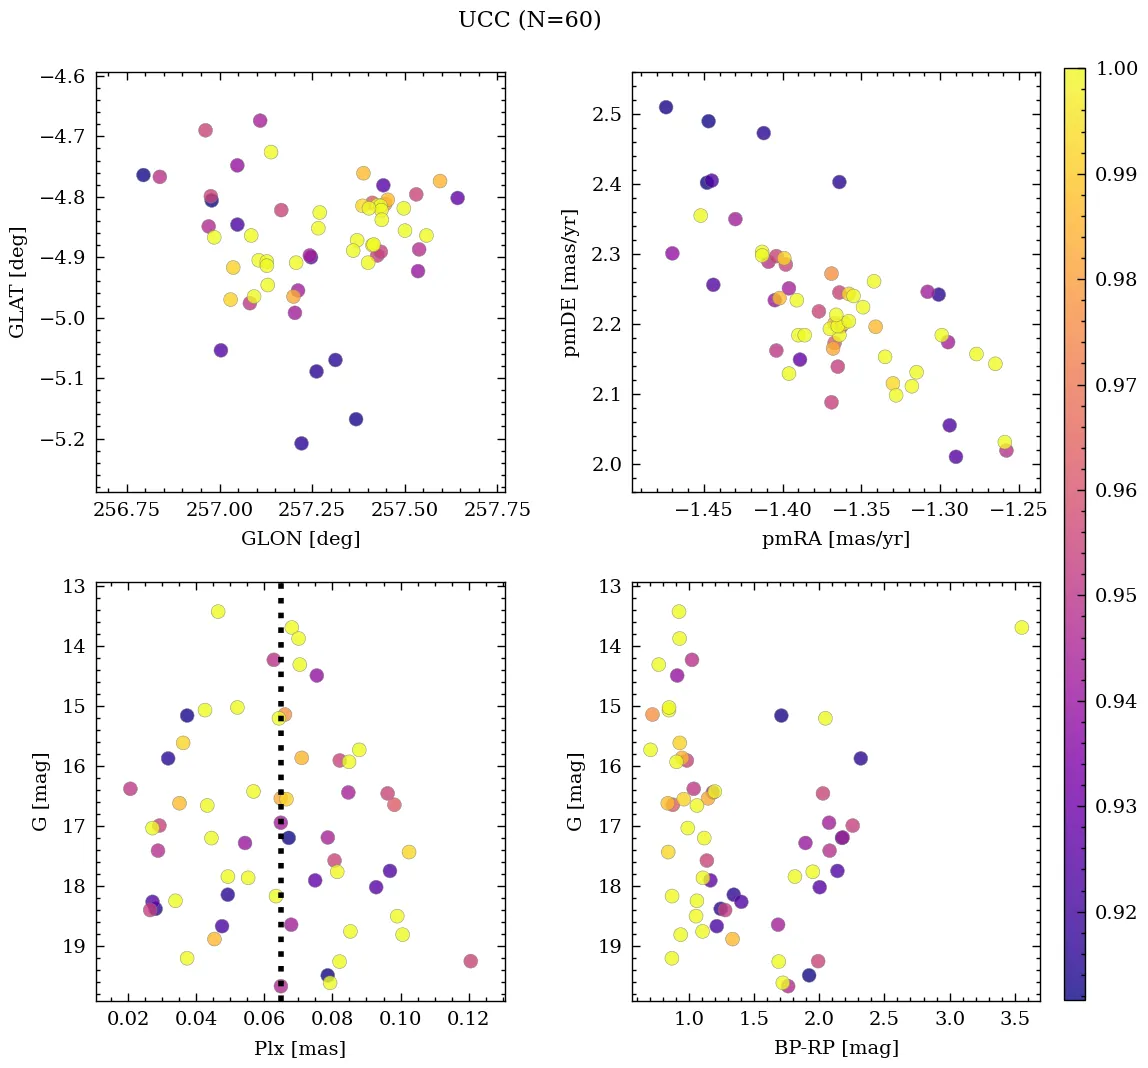 UCC (N=60)
−4.6
−4.7
−4.8
−4.9
−5.0
−5.1
−5.2
GLAT [deg]
256.75 257.00 257.25 257.50 257.75
GLON [deg]
2.5
2.4
2.3
2.2
2.1
2.0
pmDE [mas/yr]
−1.45 −1.40 −1.35 −1.30 −1.25
pmRA [mas/yr]
13
14
15
16
17
18
19
G [mag]
0.02 0.04 0.06 0.08 0.10 0.12
Plx [mas]
13
14
15
16
17
18
19
G [mag]
1.0 1.5 2.0 2.5 3.0 3.5
BP-RP [mag]
1.00
0.99
0.98
0.97
0.96
0.95
0.94
0.93
0.92